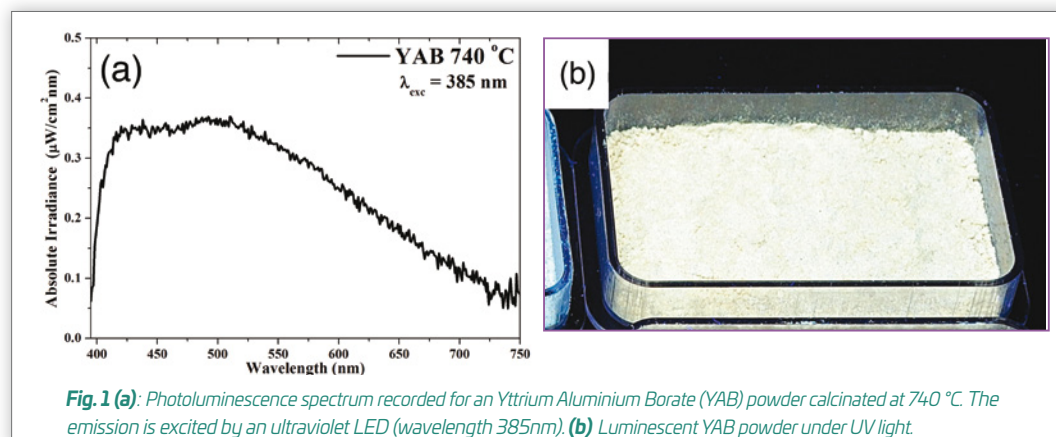 (a)
YAB 740 °C
λexc = 385 nm
0.5
0.4
0.3
0.2
0.1
0.0
Absolute Irradiance (µW/cm²nm)
400 450 500 550 600 650 700 750
Wavelength (nm)
(b)
Fig. 1 (a): Photoluminescence spectrum recorded for an Yttrium Aluminium Borate (YAB) powder calcinated at 740 °C. The
emission is excited by an ultraviolet LED (wavelength 385nm). (b) Luminescent YAB powder under UV light.